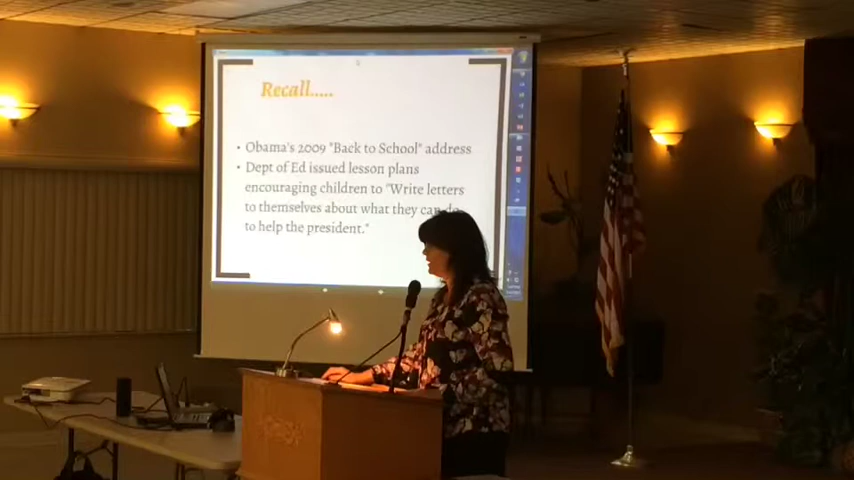 Recall.....
• Obama's 2009 "Back to School" address
• Dept of Ed issued lesson plans
encouraging children to "Write letters
to themselves about what they can do
to help the president."